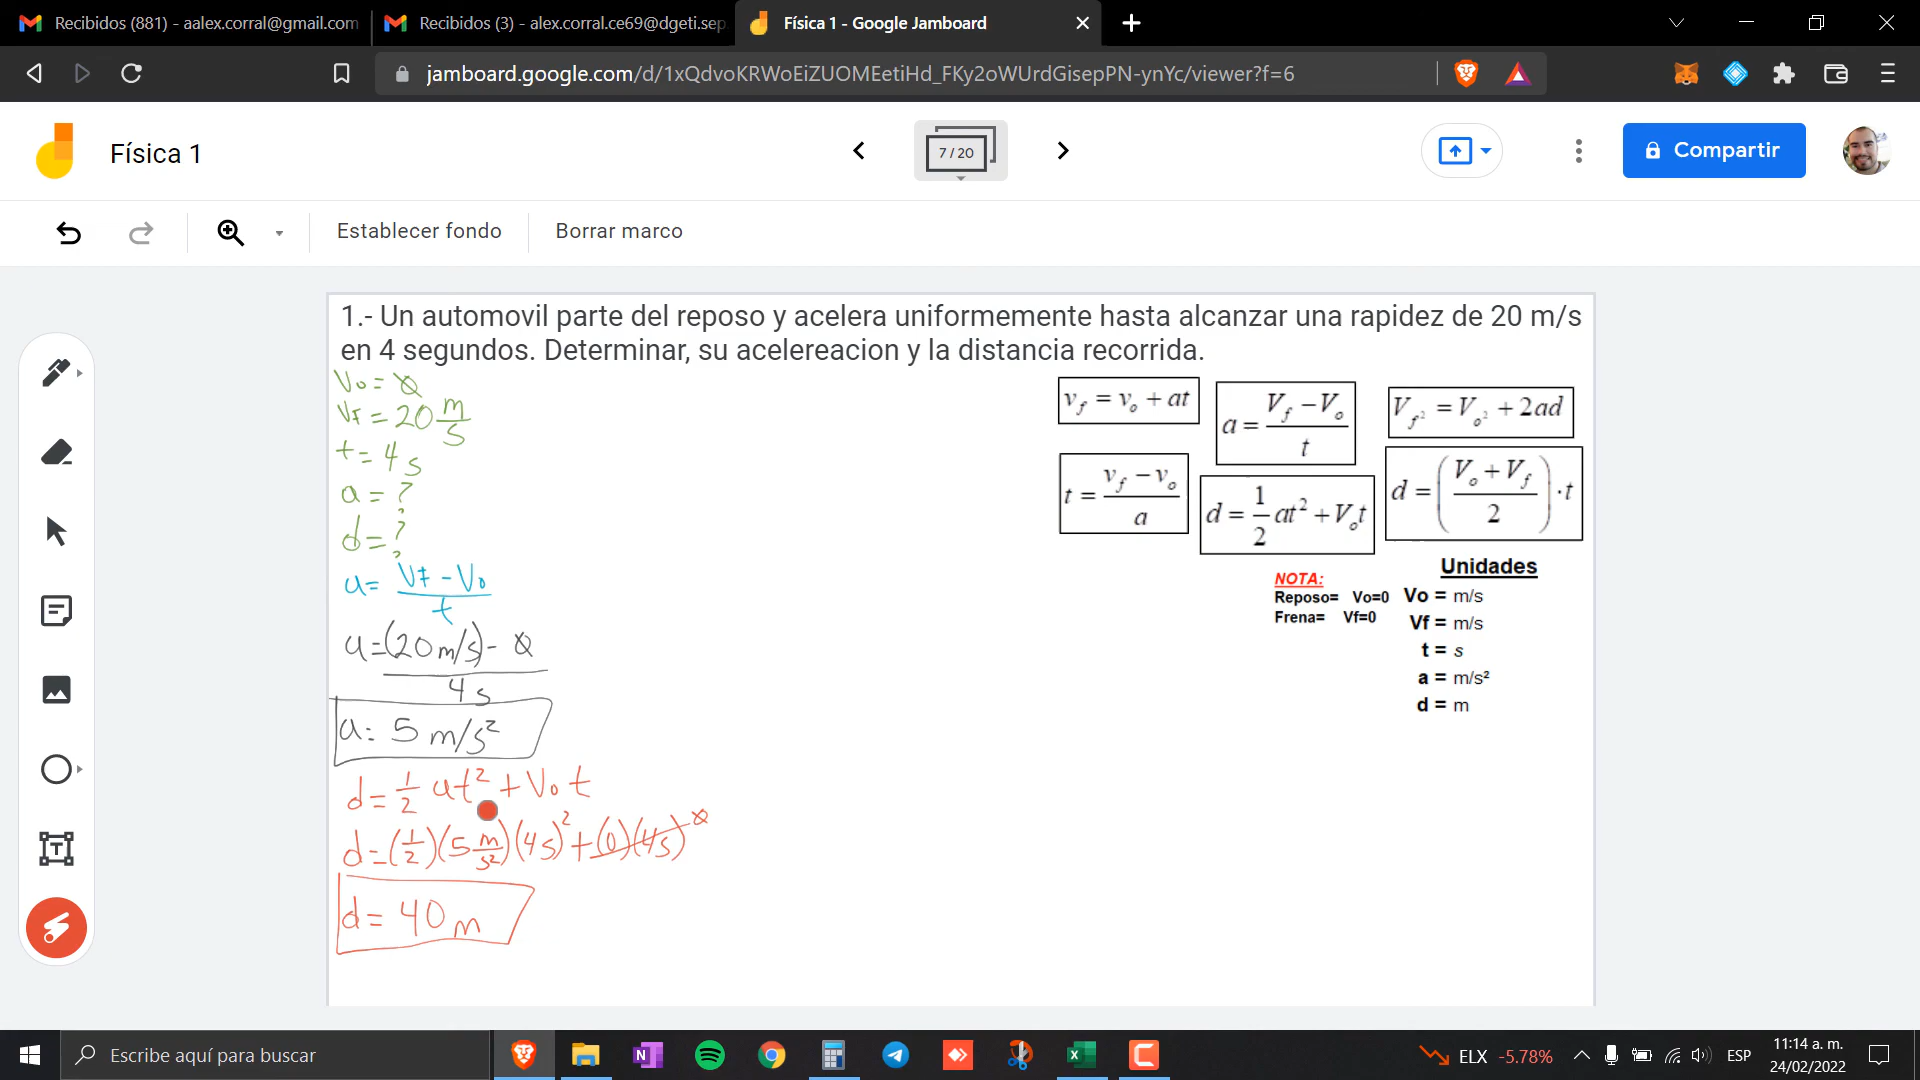 Recibidos (881) - aalex.corral@gmail.com
Recibidos (3) - alex.corral.ce69@dgeti.sep.
Física 1 - Google Jamboard
jamboard.google.com/d/1xQdvoKRWoEiZUOMEetiHd_FKy2oWUrdGisepPN-ynYc/viewer?f=6
Física 1
7 / 20
Compartir
Establecer fondo
Borrar marco
1.- Un automovil parte del reposo y acelera uniformemente hasta alcanzar una rapidez de 20 m/s
en 4 segundos. Determinar, su acelereacion y la distancia recorrida.
Vo = 0
Vf = 20 m/s
t = 4 s
a = ?
d = ?
a = (Vf - Vo)/t
a = ((20 m/s) - 0)/4 s
a = 5 m/s²
d = 1/2 at² + Vo t
d = (1/2)(5 m/s²)(4s)² + (0)(4s) 0
d = 40 m
v_f = v_o + at
a = (V_f - V_o)/t
V_f² = V_o² + 2ad
t = (v_f - v_o)/a
d = 1/2 at² + V_o t
d = ((V_o + V_f)/2) · t
NOTA:
Reposo= Vo=0
Frena= Vf=0
Unidades
Vo = m/s
Vf = m/s
t = s
a = m/s²
d = m
Escribe aquí para buscar
ELX -5.78%
ESP
11:14 a. m.
24/02/2022